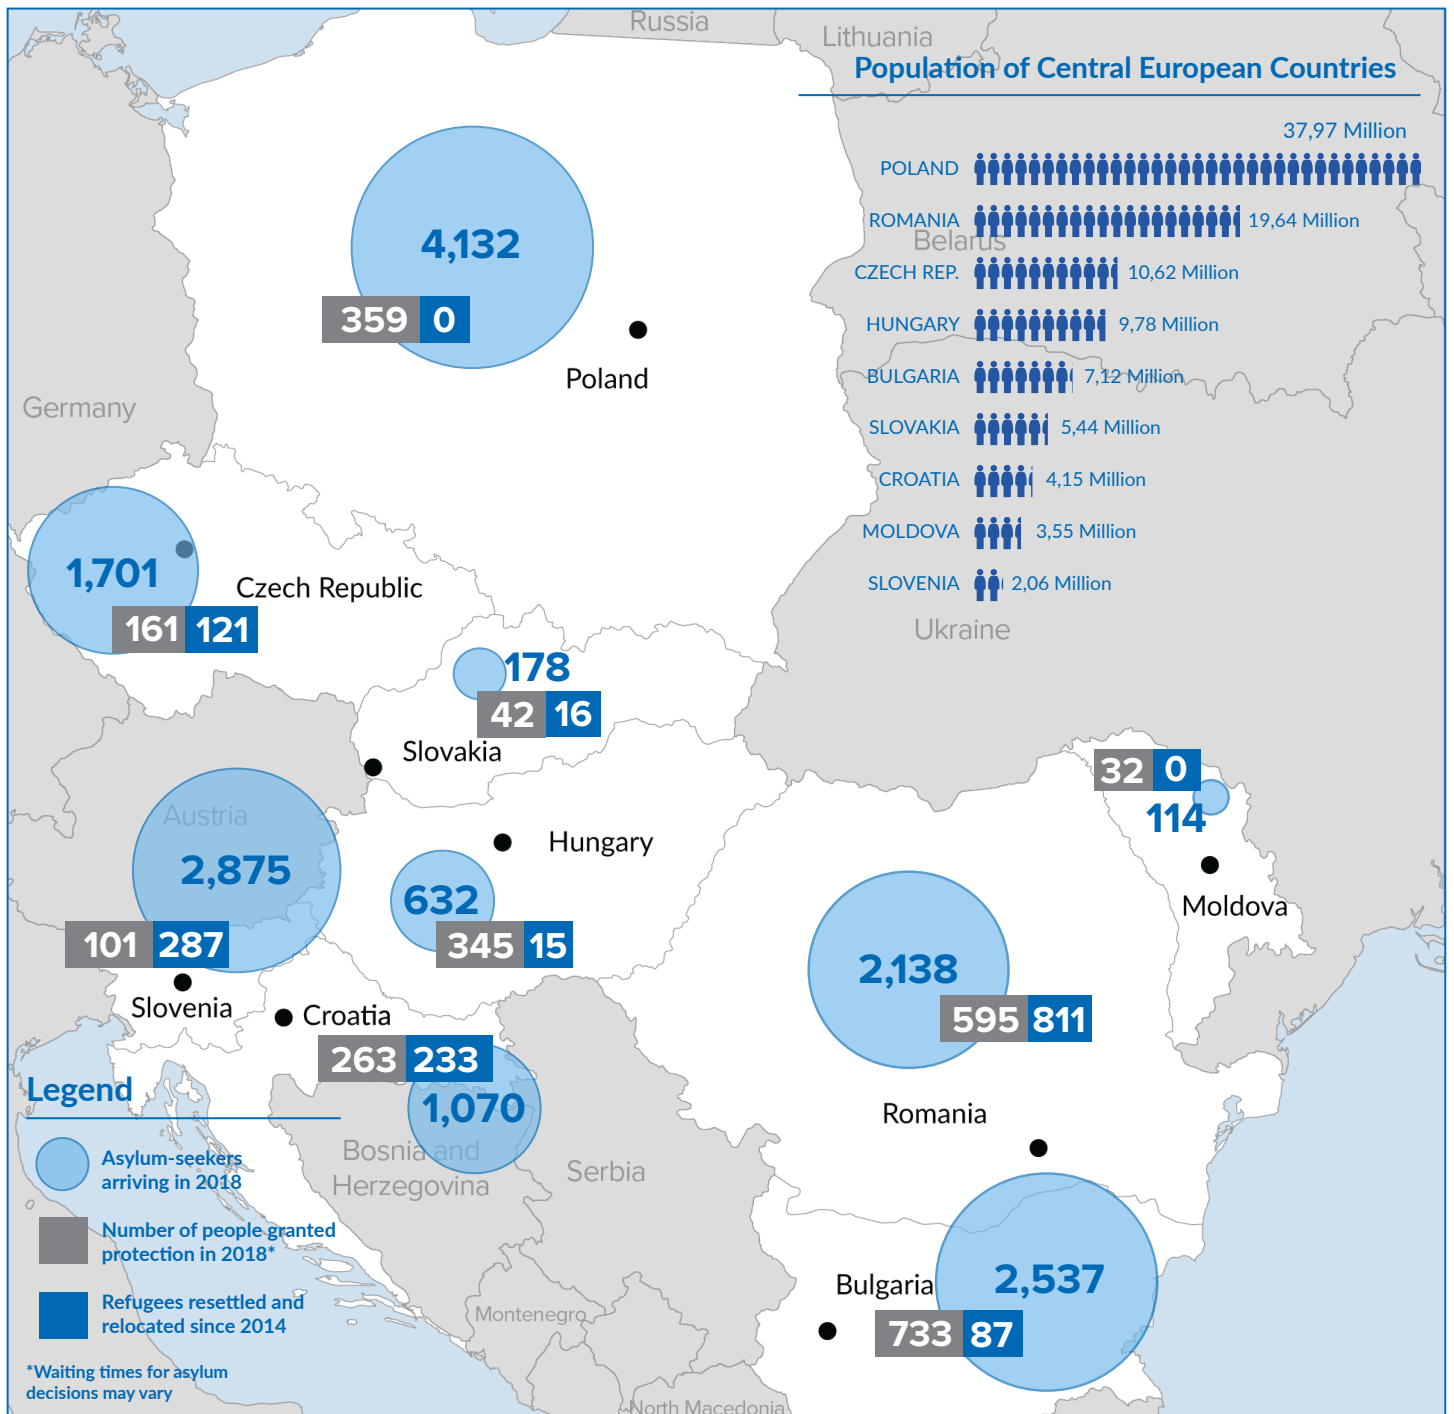 Russia
Lithuania
Population of Central European Countries
37,97 Million
POLAND
ROMANIA 19,64 Million
Belarus
CZECH REP. 10,62 Million
HUNGARY 9,78 Million
BULGARIA 7,12 Million
SLOVAKIA 5,44 Million
CROATIA 4,15 Million
MOLDOVA 3,55 Million
SLOVENIA 2,06 Million
Ukraine
4,132
359 0
Poland
Germany
1,701
Czech Republic
161 121
178
42 16
Slovakia
32 0
114
Moldova
Austria
2,875
101 287
Slovenia
Hungary
632
345 15
2,138
595 811
Romania
Croatia
263 233
1,070
Bosnia and
Herzegovina
Serbia
Montenegro
North Macedonia
Bulgaria
2,537
733 87
Legend
Asylum-seekers
arriving in 2018
Number of people granted
protection in 2018*
Refugees resettled and
relocated since 2014
*Waiting times for asylum
decisions may vary